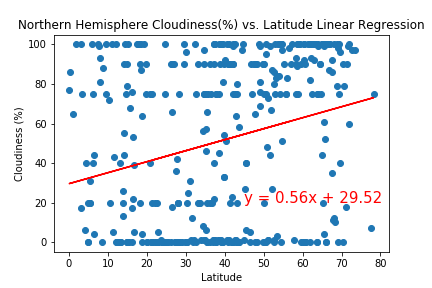 Northern Hemisphere Cloudiness(%) vs. Latitude Linear Regression
100
80
60
40
20
0
Cloudiness (%)
y = 0.56x + 29.52
0 10 20 30 40 50 60 70 80
Latitude